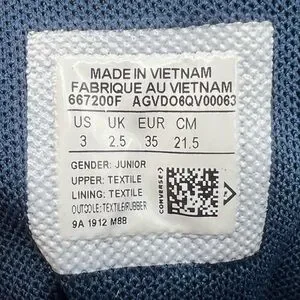 MADE IN VIETNAM
FABRIQUE AU VIETNAM
667200F AGVDO6QV00063
US UK EUR CM
3 2.5 35 21.5
GENDER: JUNIOR
UPPER: TEXTILE
LINING: TEXTILE
OUTSOLE: TEXTILE/RUBBER
9A 1912 M88
CONVERSE